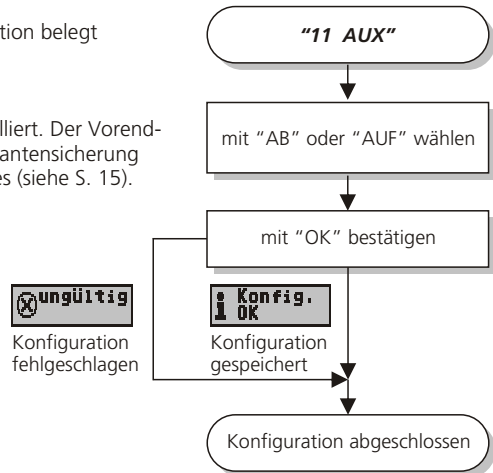 tion belegt
lliert. Der Vorend-
antensicherung
es (siehe S. 15).
"11 AUX"
mit "AB" oder "AUF" wählen
mit "OK" bestätigen
ungültig
Konfiguration
fehlgeschlagen
i Konfig.
OK
Konfiguration
gespeichert
Konfiguration abgeschlossen